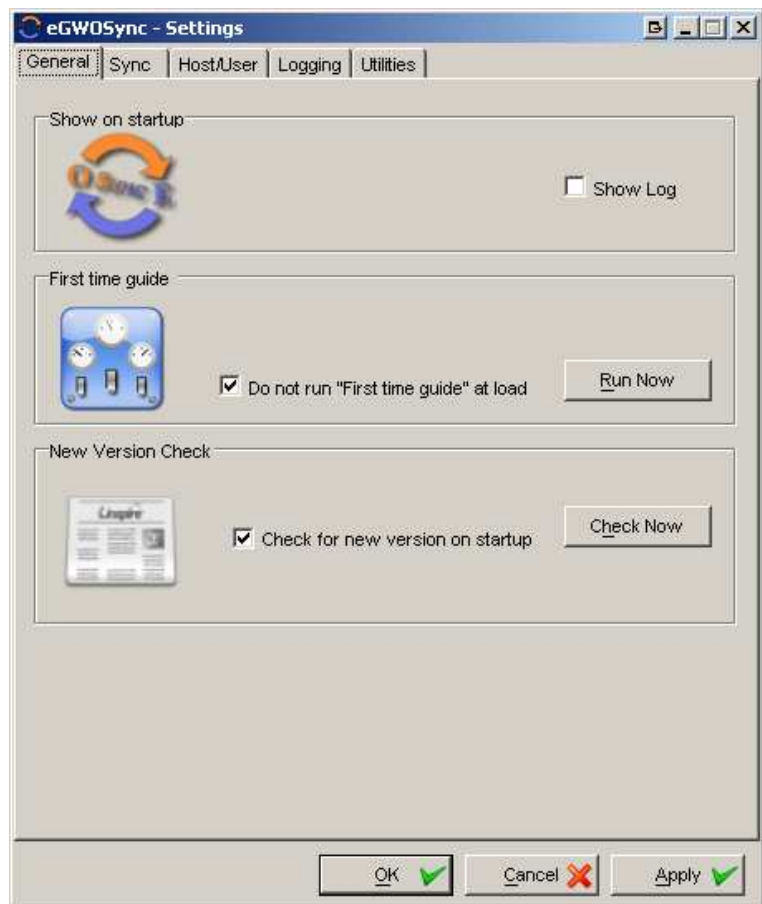 eGWOSync - Settings
General Sync Host/User Logging Utilities
Show on startup
O Sync E
Show Log
First time guide
Do not run "First time guide" at load
Run Now
New Version Check
Linspire
Check for new version on startup
Check Now
OK Cancel Apply